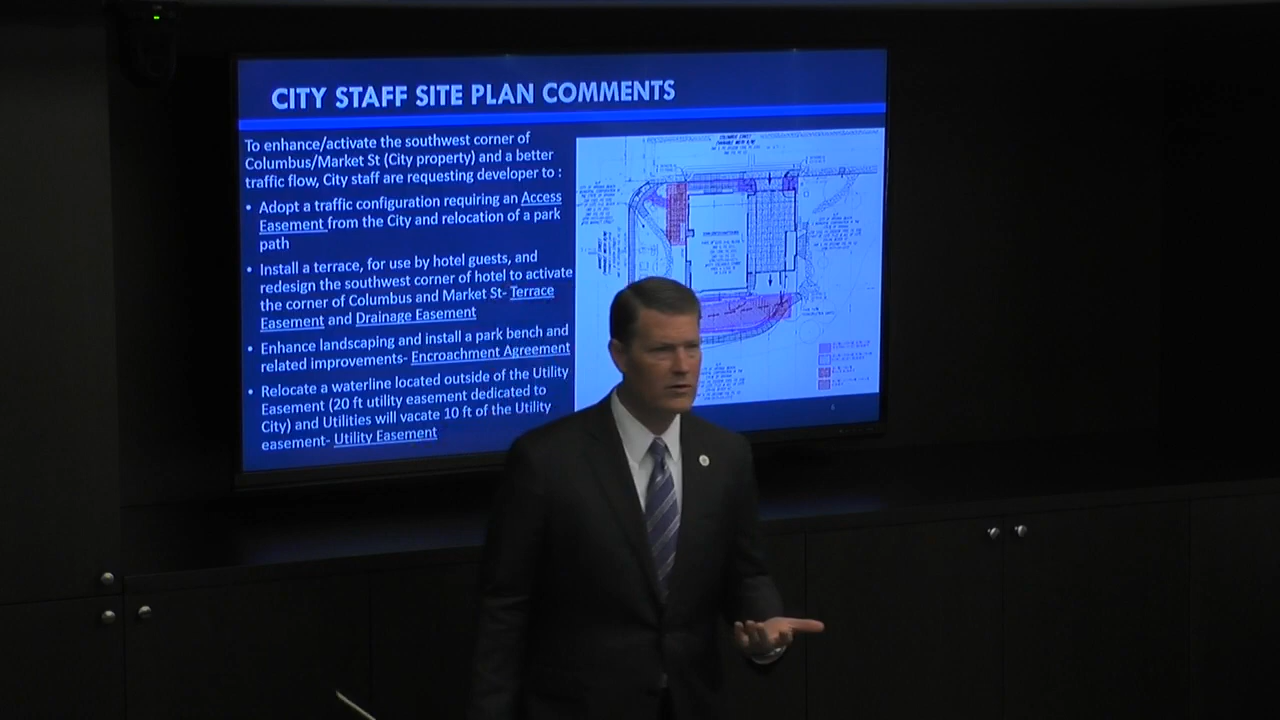 CITY STAFF SITE PLAN COMMENTS
To enhance/activate the southwest corner of
Columbus/Market St (City property) and a better
traffic flow, City staff are requesting developer to :
• Adopt a traffic configuration requiring an Access
Easement from the City and relocation of a park
path
• Install a terrace, for use by hotel guests, and
redesign the southwest corner of hotel to activate
the corner of Columbus and Market St- Terrace
Easement and Drainage Easement
• Enhance landscaping and install a park bench and
related improvements- Encroachment Agreement
• Relocate a waterline located outside of the Utility
Easement (20 ft utility easement dedicated to
City) and Utilities will vacate 10 ft of the Utility
easement- Utility Easement